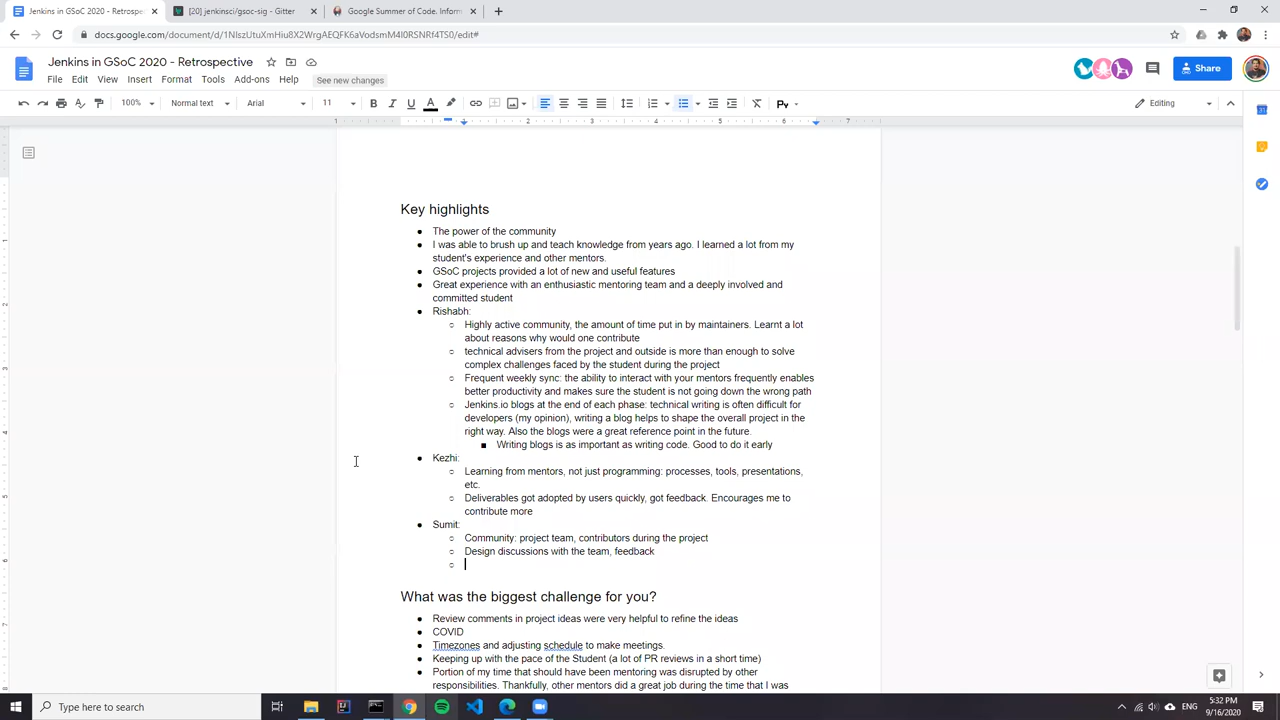 Jenkins in GSoC 2020 - Retrospe
[20] jenkinsci/gsoc-sig - Gitter
Google Summer of Code. Inform
docs.google.com/document/d/1NIszUtuXmHiu8X2WrgAEQFK6aVodsmM4I0RSNRf4TS0/edit#
Jenkins in GSoC 2020 - Retrospective
File Edit View Insert Format Tools Add-ons Help See new changes
Share
100% Normal text Arial 11 B I U A Editing
1 1 2 3 4 5 6 7
Key highlights
The power of the community
I was able to brush up and teach knowledge from years ago. I learned a lot from my
student's experience and other mentors.
GSoC projects provided a lot of new and useful features
Great experience with an enthusiastic mentoring team and a deeply involved and
committed student
Rishabh:
Highly active community, the amount of time put in by maintainers. Learnt a lot
about reasons why would one contribute
technical advisers from the project and outside is more than enough to solve
complex challenges faced by the student during the project
Frequent weekly sync: the ability to interact with your mentors frequently enables
better productivity and makes sure the student is not going down the wrong path
Jenkins.io blogs at the end of each phase: technical writing is often difficult for
developers (my opinion), writing a blog helps to shape the overall project in the
right way. Also the blogs were a great reference point in the future.
Writing blogs is as important as writing code. Good to do it early
Kezhi:
Learning from mentors, not just programming: processes, tools, presentations,
etc.
Deliverables got adopted by users quickly, got feedback. Encourages me to
contribute more
Sumit:
Community: project team, contributors during the project
Design discussions with the team, feedback
What was the biggest challenge for you?
Review comments in project ideas were very helpful to refine the ideas
COVID
Timezones and adjusting schedule to make meetings.
Keeping up with the pace of the Student (a lot of PR reviews in a short time)
Portion of my time that should have been mentoring was disrupted by other
responsibilities. Thankfully, other mentors did a great job during the time that I was
Type here to search
ENG
5:32 PM
9/16/2020